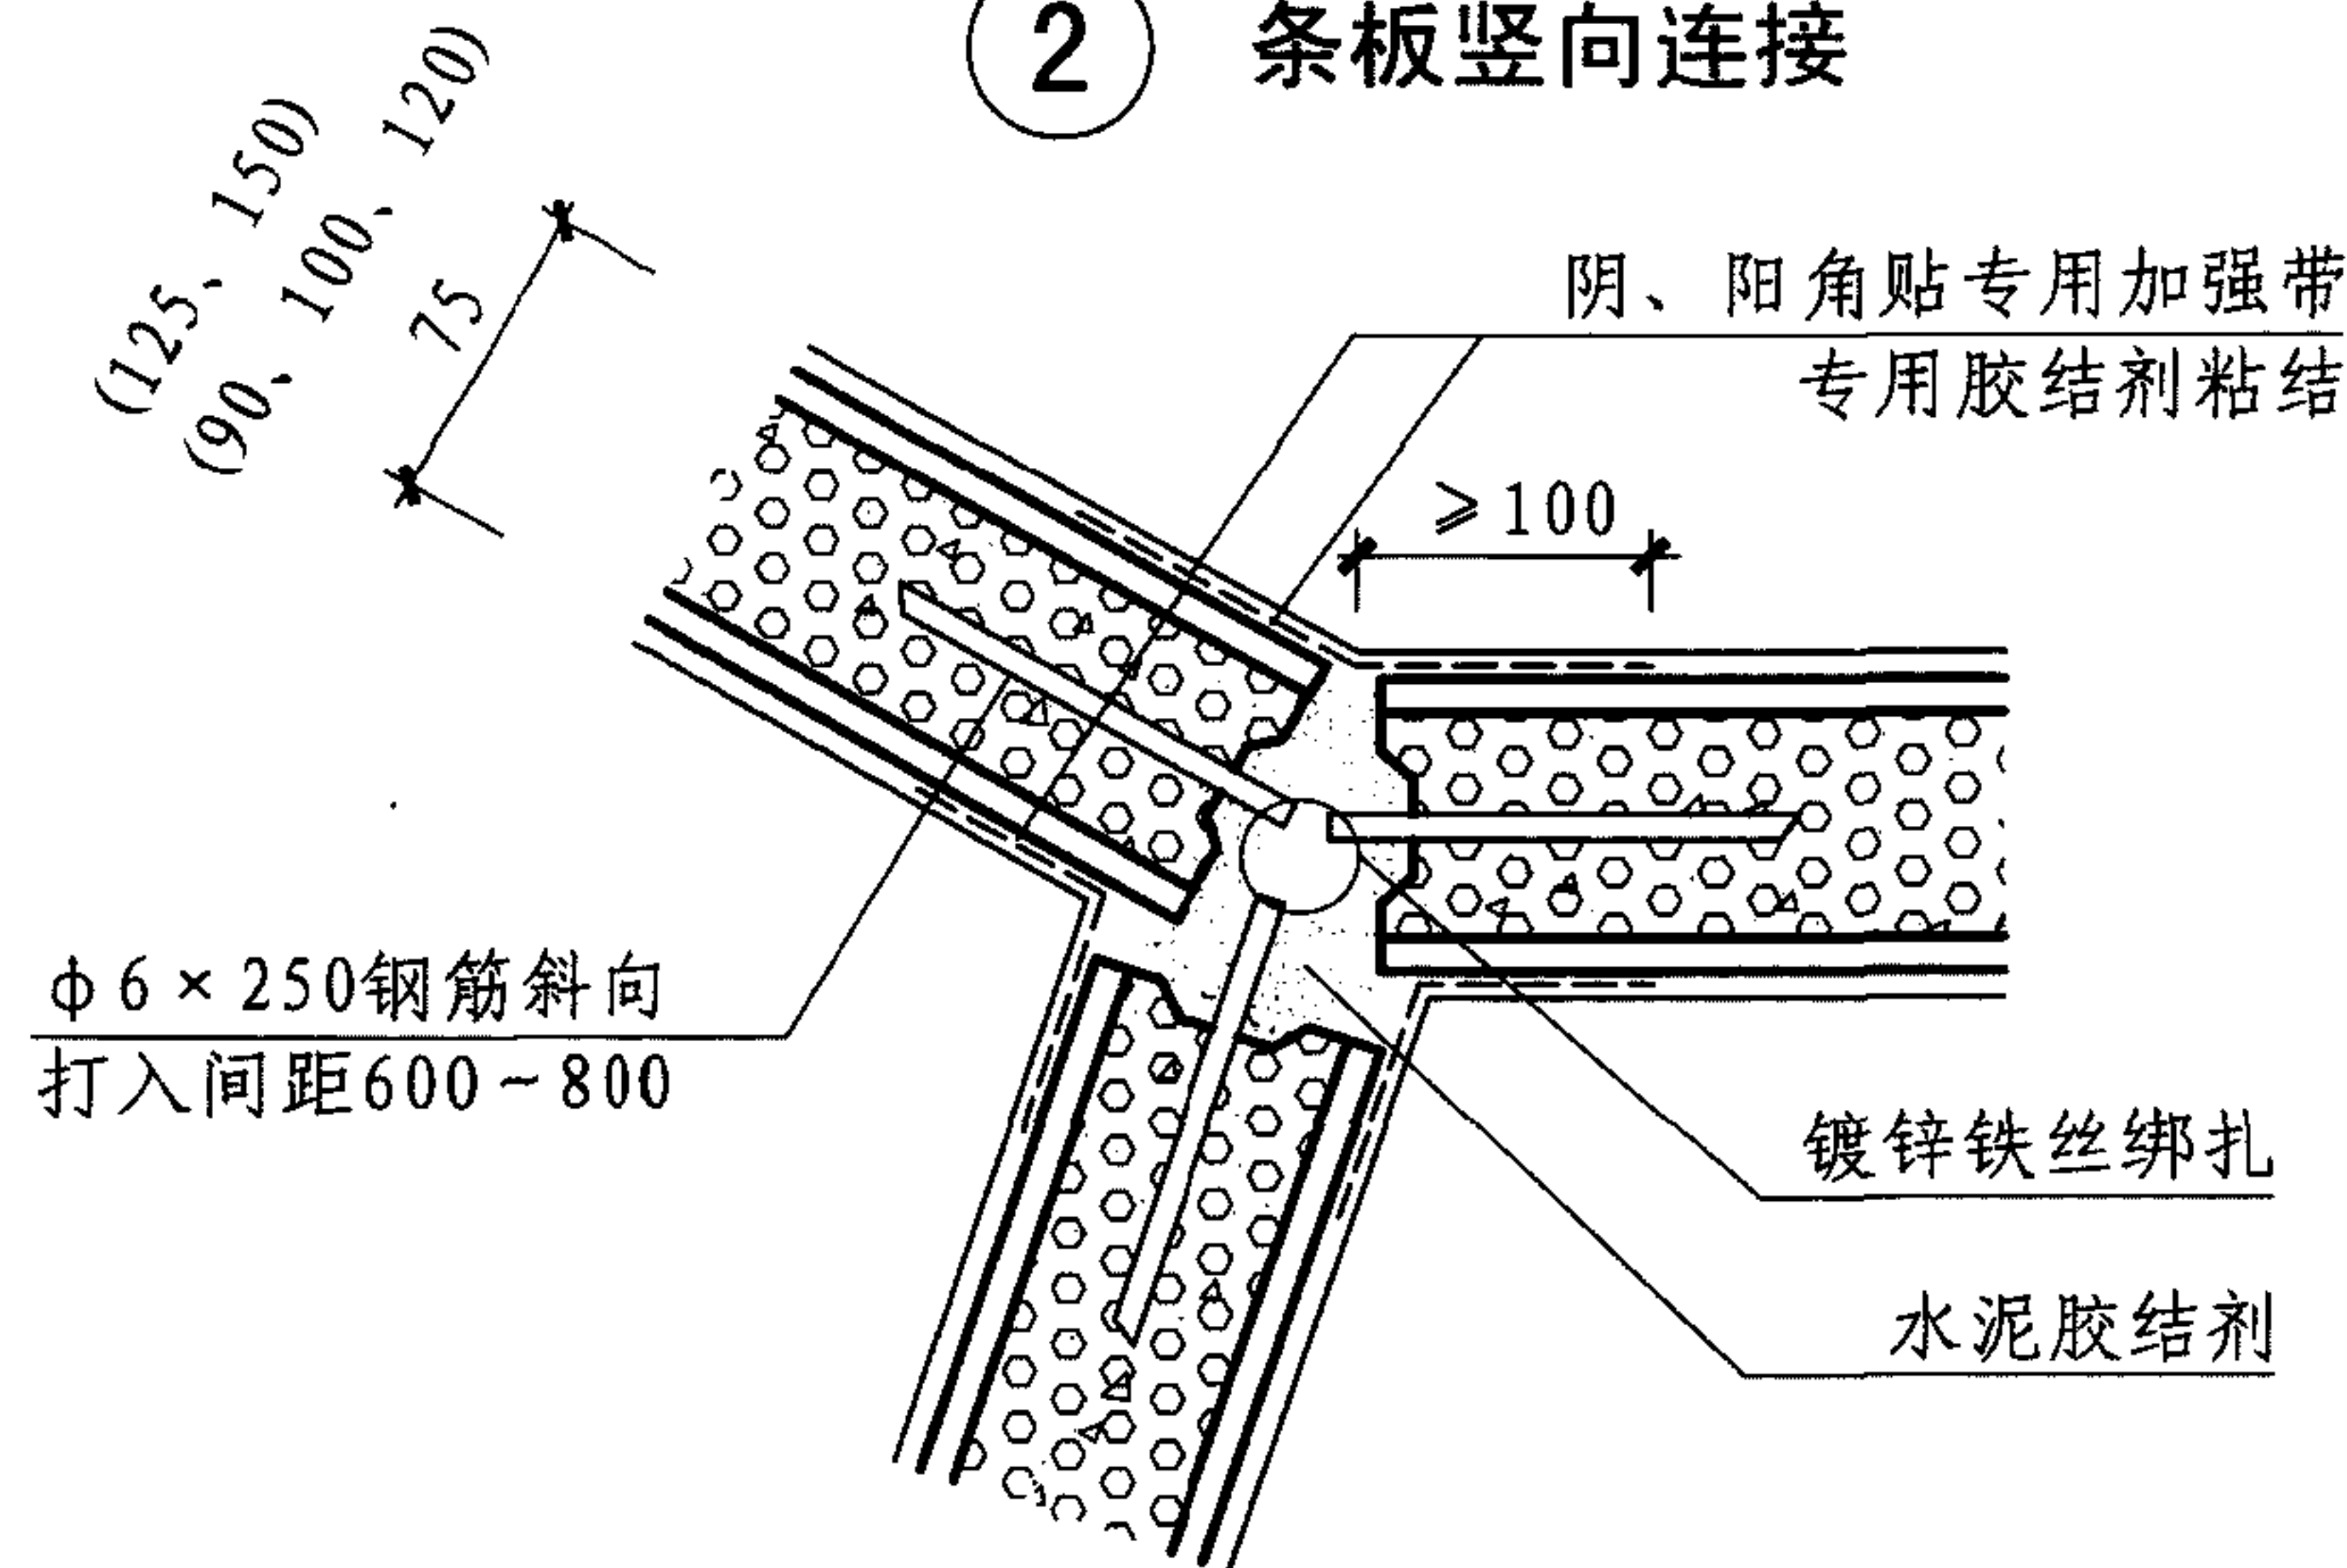 2 条板竖向连接
(125、150)
(90、100、120)
75
阴、阳角贴专用加强带
专用胶结剂粘结
≥100
ϕ6×250钢筋斜向
打入间距600~800
镀锌铁丝绑扎
水泥胶结剂